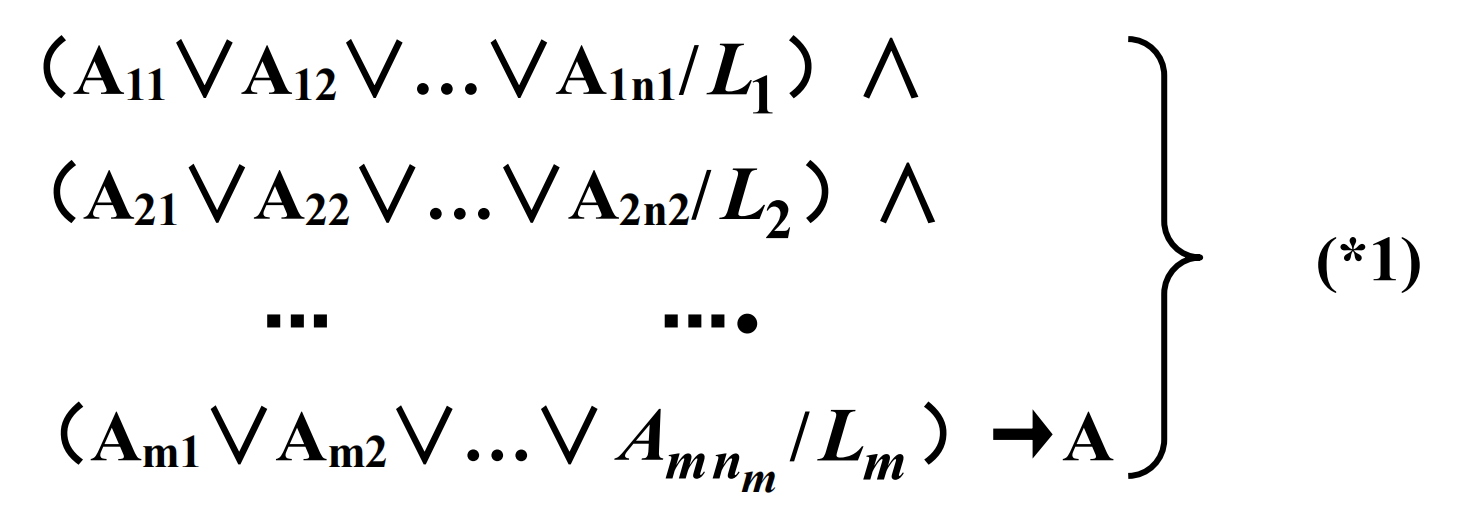 (A₁₁∨A₁₂∨…∨A₁ₙ₁/L₁) ∧
(A₂₁∨A₂₂∨…∨A₂ₙ₂/L₂) ∧
(*1)
… …．
(Aₘ₁∨Aₘ₂∨…∨Aₘₙₘ/Lₘ) →A